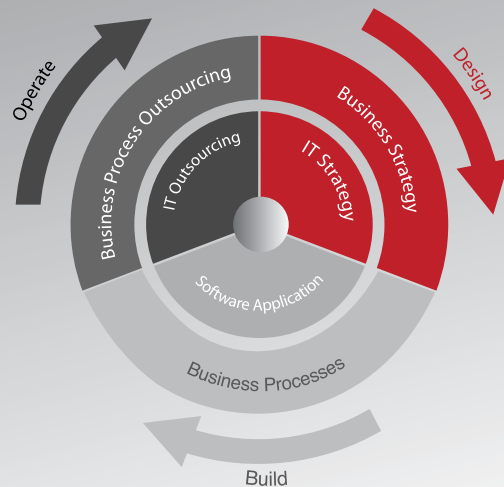 Operate
Design
Business Process Outsourcing
Business Strategy
IT Outsourcing
IT Strategy
Software Application
Business Processes
Build